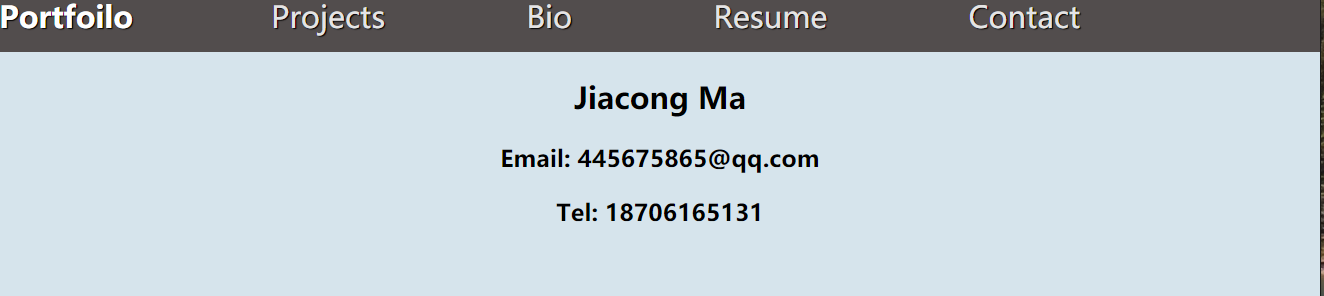 Portfoilo Projects Bio Resume Contact
Jiacong Ma
Email: 445675865@qq.com
Tel: 18706165131